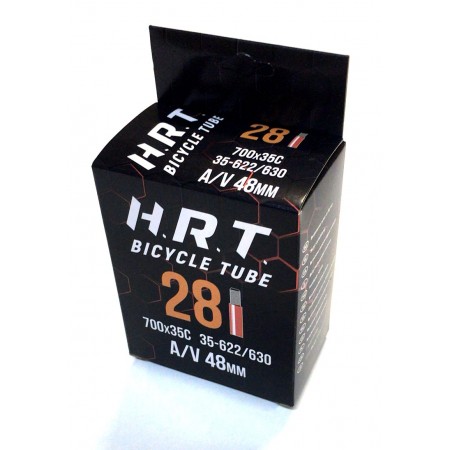 H.R.T.
BICYCLE TUBE
28
700x35C
35-622/630
A/V 48MM
H.R.T.
BICYCLE TUBE
28
700x35C 35-622/630
A/V 48MM